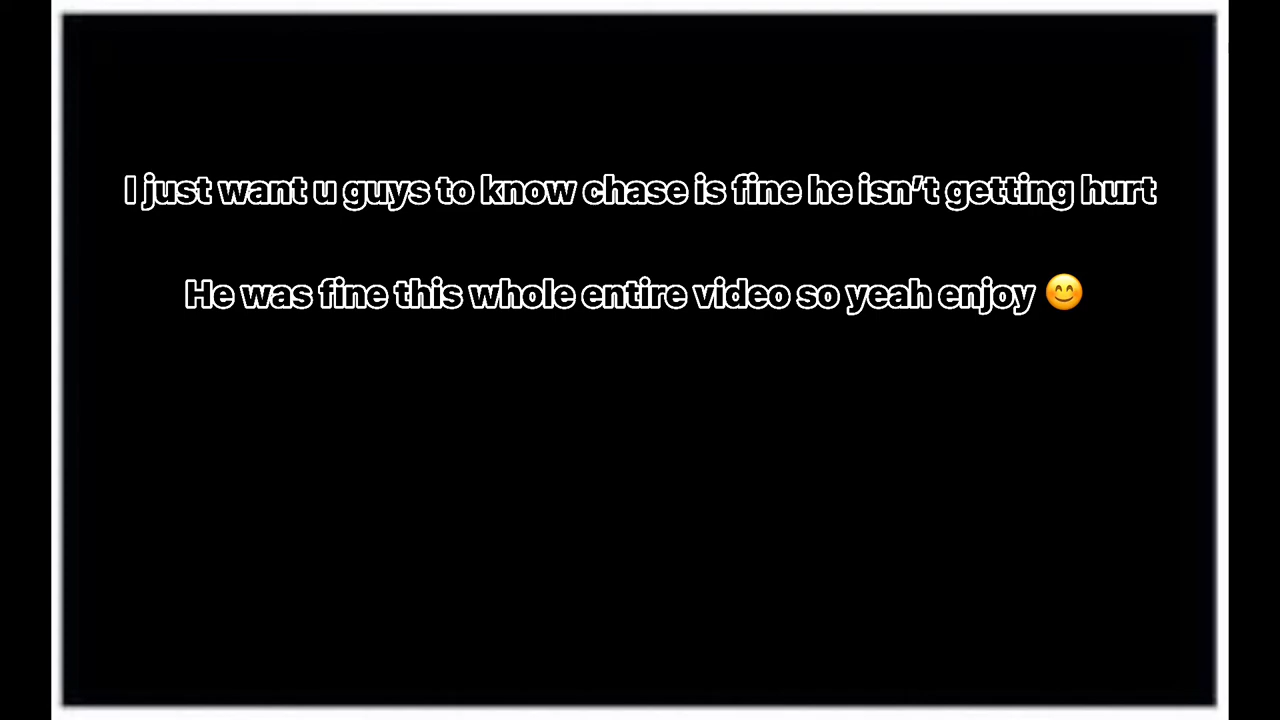 I just want u guys to know chase is fine he isn’t getting hurt
He was fine this whole entire video so yeah enjoy 😊